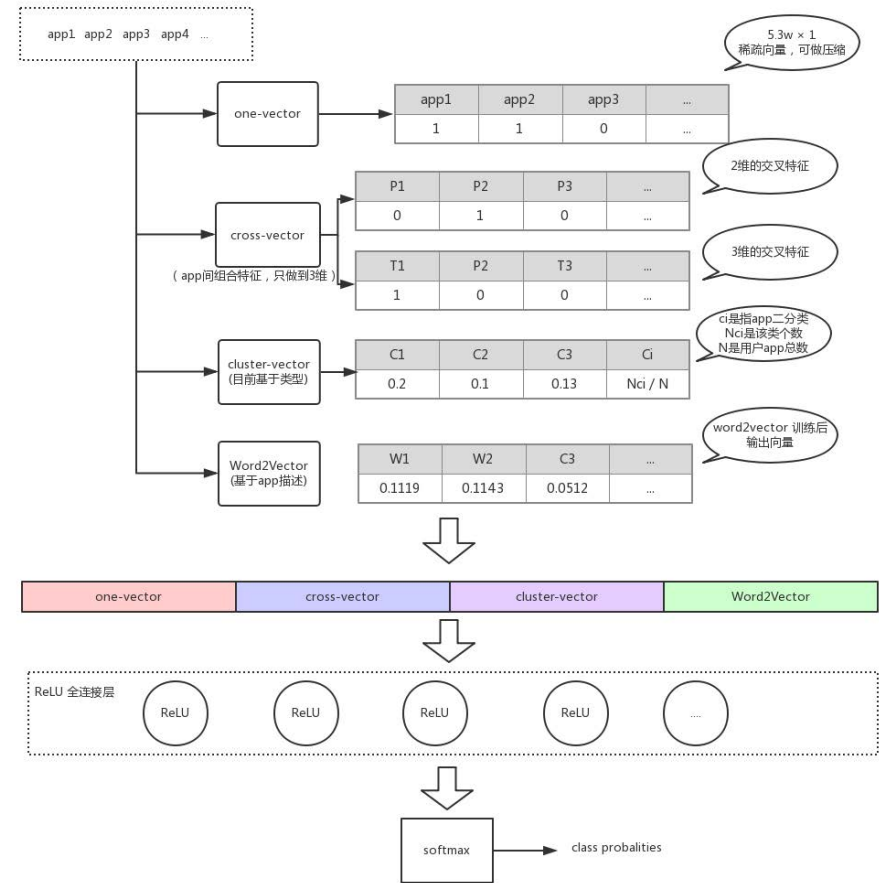 app1 app2 app3 app4 ...
5.3w × 1
稀疏向量，可做压缩
one-vector
app1 app2 app3 ...
1 1 0 ...
2维的交叉特征
P1 P2 P3 ...
0 1 0 ...
cross-vector
（app间组合特征，只做到3维）
3维的交叉特征
T1 P2 T3 ...
1 0 0 ...
ci是指app二分类
Nci是该类个数
N是用户app总数
cluster-vector
(目前基于类型)
C1 C2 C3 Ci
0.2 0.1 0.13 Nci / N
word2vector 训练后
输出向量
Word2Vector
(基于app描述)
W1 W2 C3 ...
0.1119 0.1143 0.0512 ...
one-vector cross-vector cluster-vector Word2Vector
ReLU 全连接层
ReLU ReLU ReLU ReLU ....
softmax
class probalities